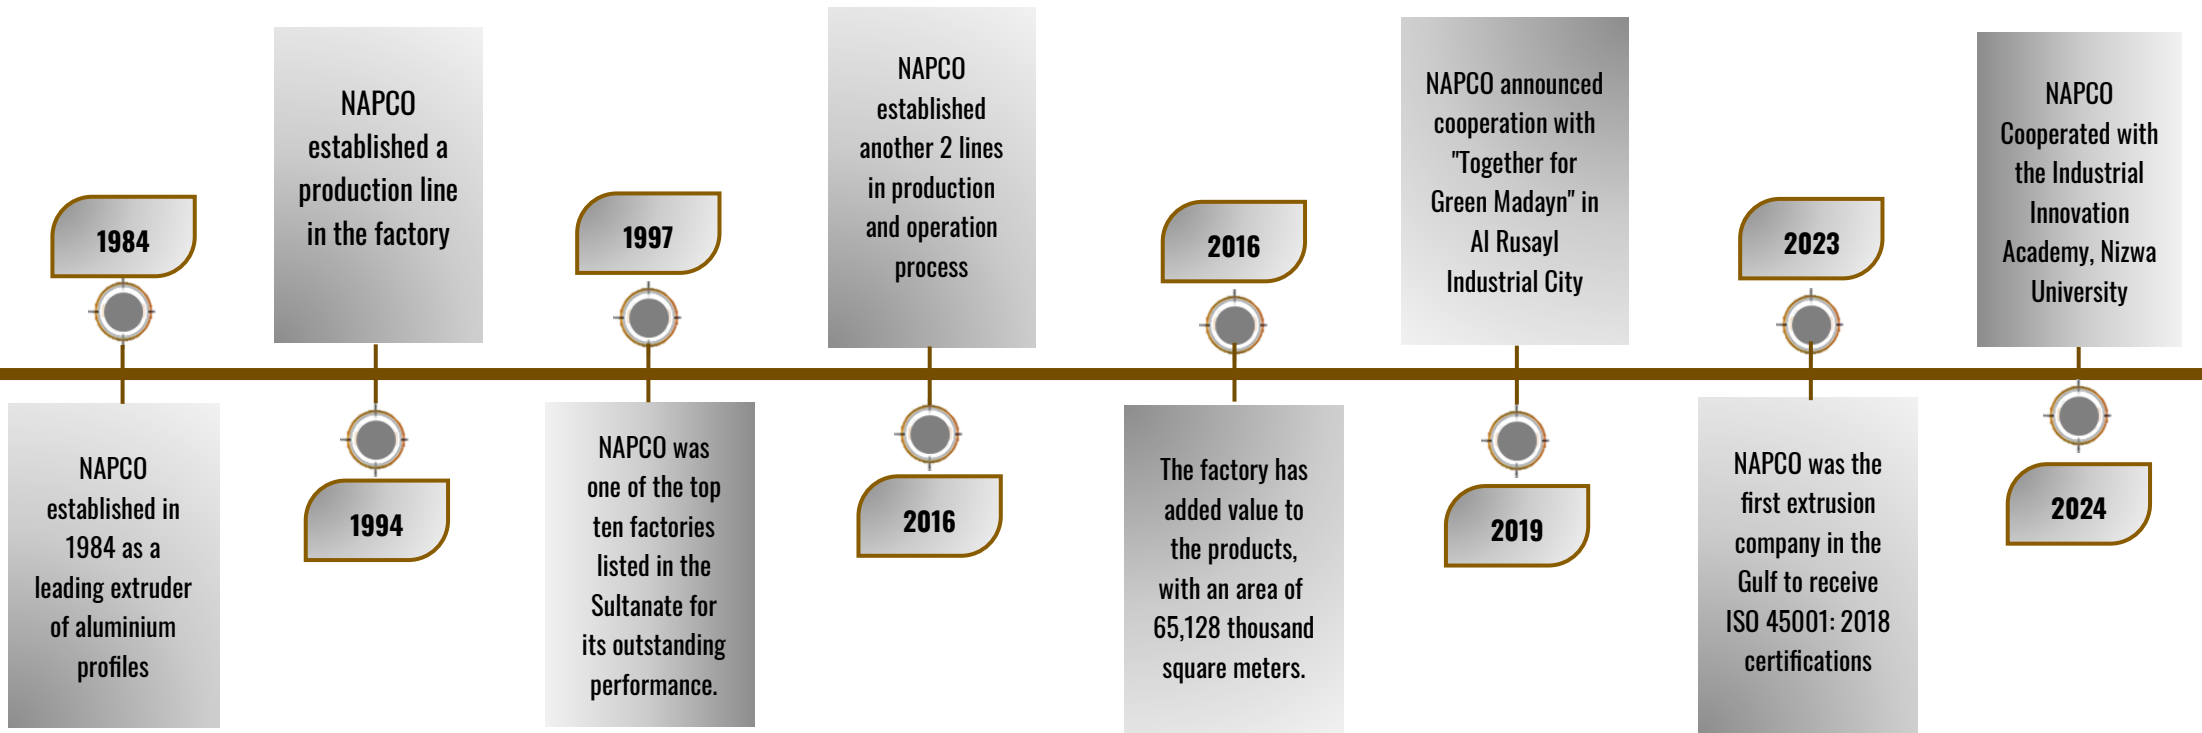 1984
NAPCO
established in
1984 as a
leading extruder
of aluminium
profiles
NAPCO
established a
production line
in the factory
1994
1997
NAPCO was
one of the top
ten factories
listed in the
Sultanate for
its outstanding
performance.
NAPCO
established
another 2 lines
in production
and operation
process
2016
2016
The factory has
added value to
the products,
with an area of
65,128 thousand
square meters.
NAPCO announced
cooperation with
"Together for
Green Madayn" in
Al Rusayl
Industrial City
2019
2023
NAPCO was the
first extrusion
company in the
Gulf to receive
ISO 45001: 2018
certifications
NAPCO
Cooperated with
the Industrial
Innovation
Academy, Nizwa
University
2024